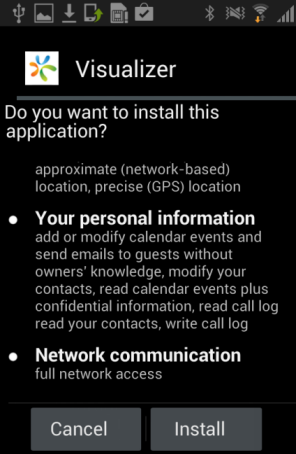 Visualizer
Do you want to install this
application?
approximate (network-based)
location, precise (GPS) location
● Your personal information
add or modify calendar events and
send emails to guests without
owners' knowledge, modify your
contacts, read calendar events plus
confidential information, read call log
read your contacts, write call log
● Network communication
full network access
Cancel
Install